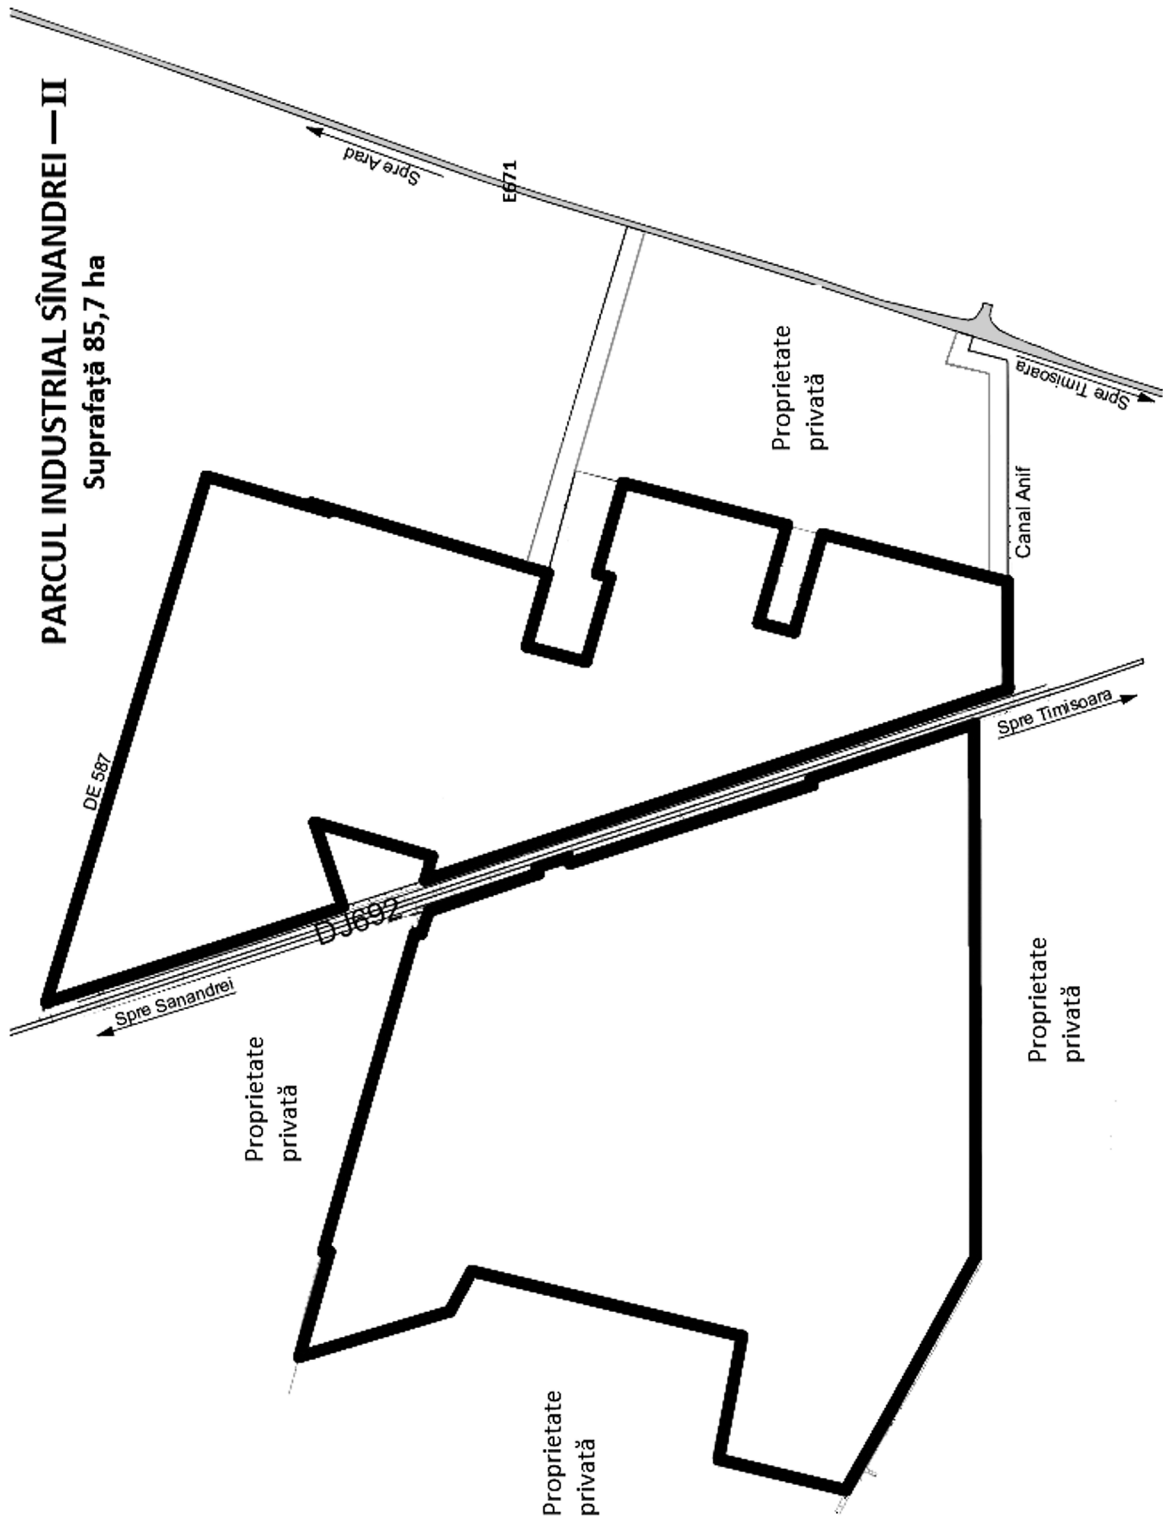 PARCUL INDUSTRIAL SÎNANDREI — II
Suprafaţă 85,7 ha
Spre Arad
E671
Proprietate
privată
Spre Timisoara
Canal Anif
DE 587
Spre Timisoara
DJ692
Spre Sanandrei
Proprietate
privată
Proprietate
privată
Proprietate
privată